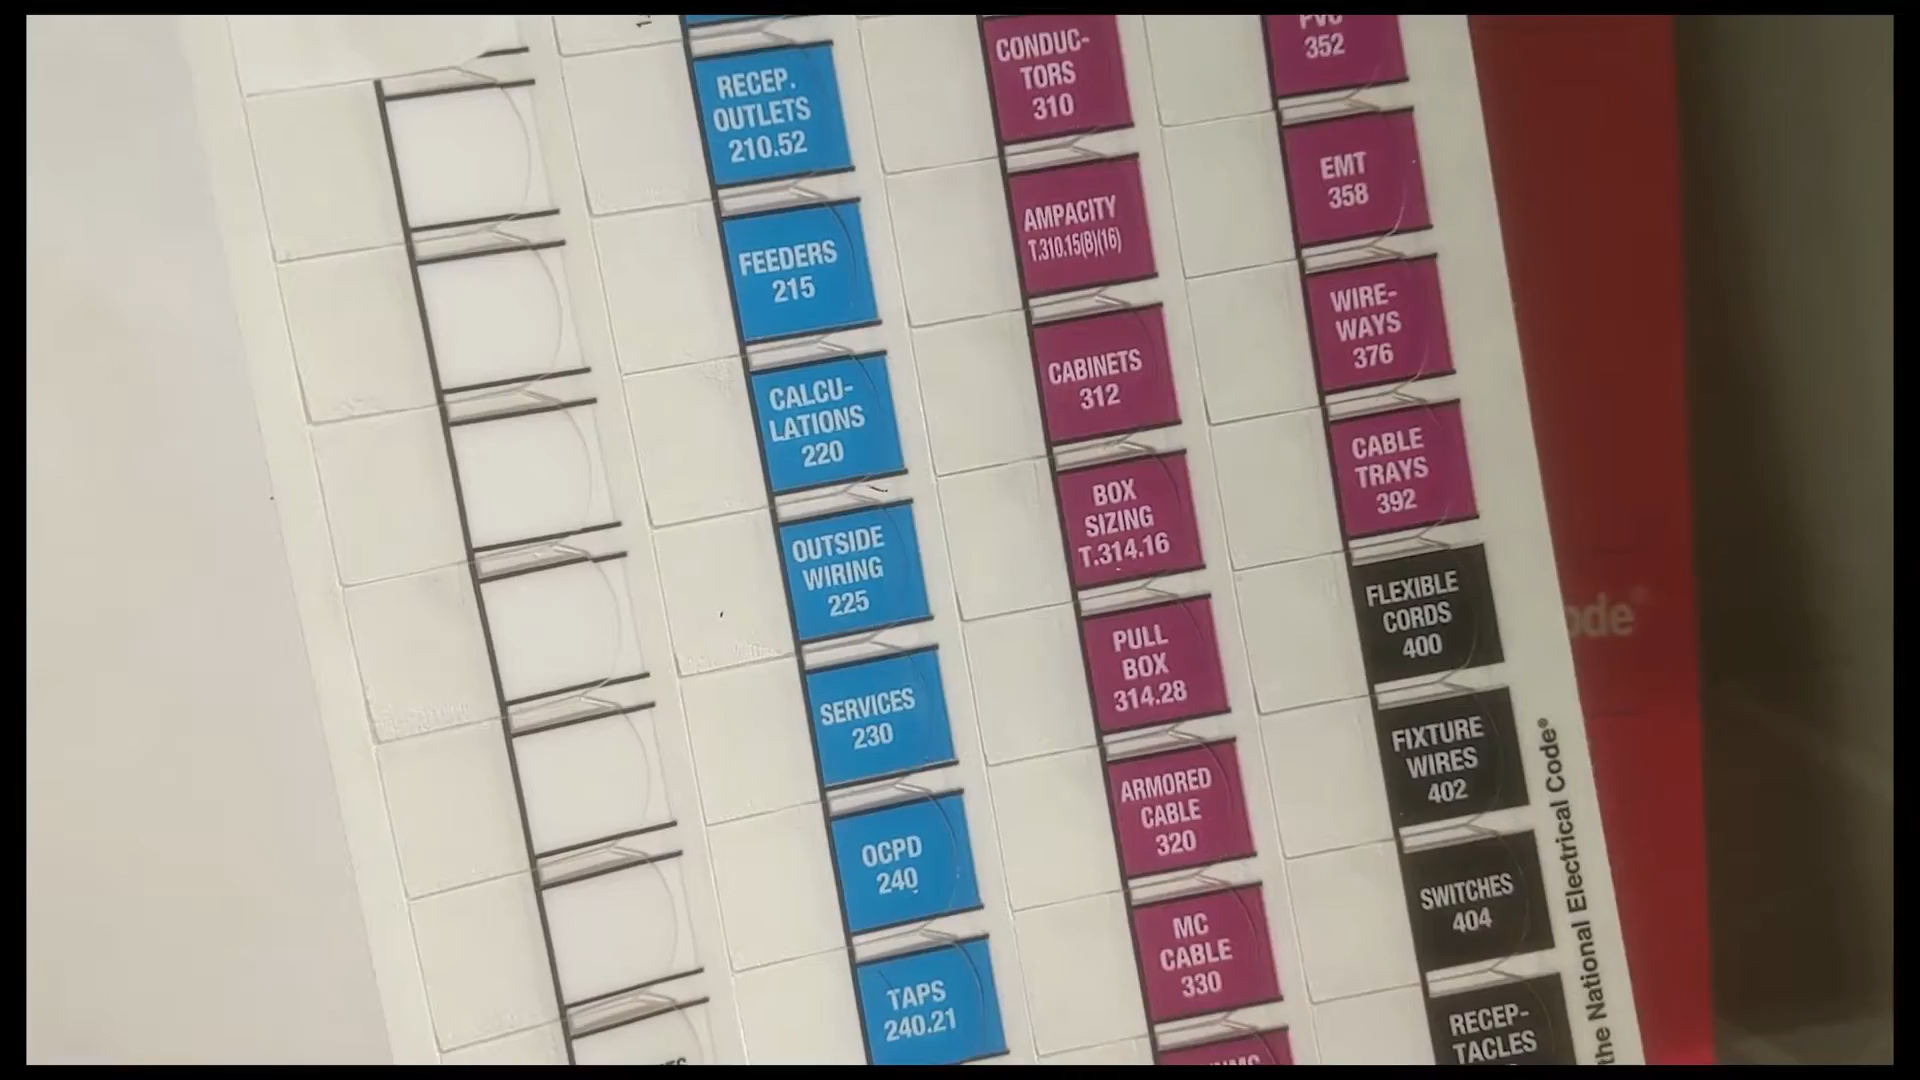 RECEP.
OUTLETS
210.52
FEEDERS
215
CALCU-
LATIONS
220
OUTSIDE
WIRING
225
SERVICES
230
OCPD
240
TAPS
240.21
CONDUC-
TORS
310
AMPACITY
T.310.15(B)(16)
CABINETS
312
BOX
SIZING
T.314.16
PULL
BOX
314.28
ARMORED
CABLE
320
MC
CABLE
330
PVC
352
EMT
358
WIRE-
WAYS
376
CABLE
TRAYS
392
FLEXIBLE
CORDS
400
FIXTURE
WIRES
402
SWITCHES
404
RECEP-
TACLES
the National Electrical Code®
ode®